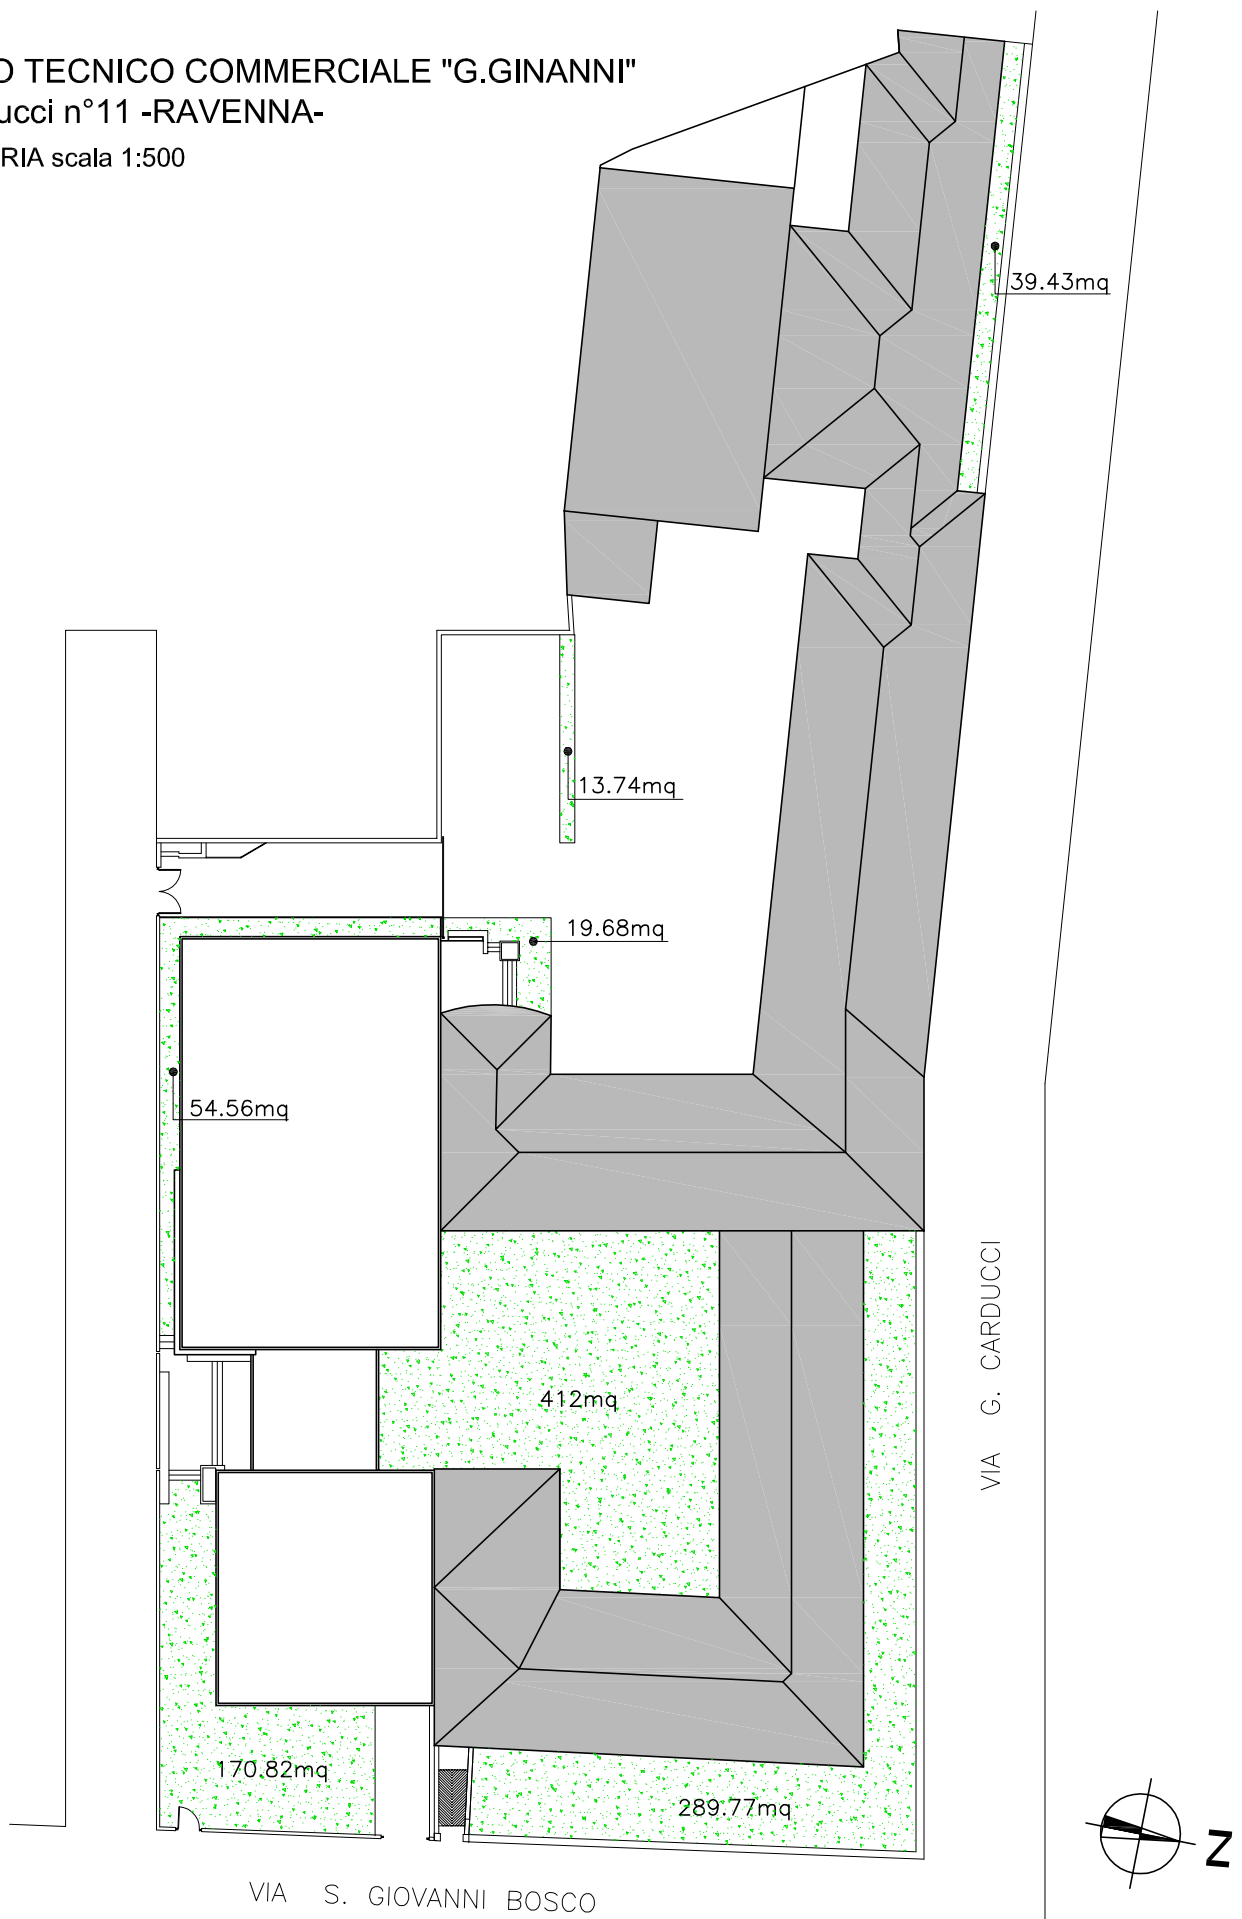 O TECNICO COMMERCIALE "G.GINANNI"
ucci n°11 -RAVENNA-
RIA scala 1:500
39.43mq
13.74mq
19.68mq
54.56mq
VIA G. CARDUCCI
412mq
170.82mq
289.77mq
N
VIA S. GIOVANNI BOSCO